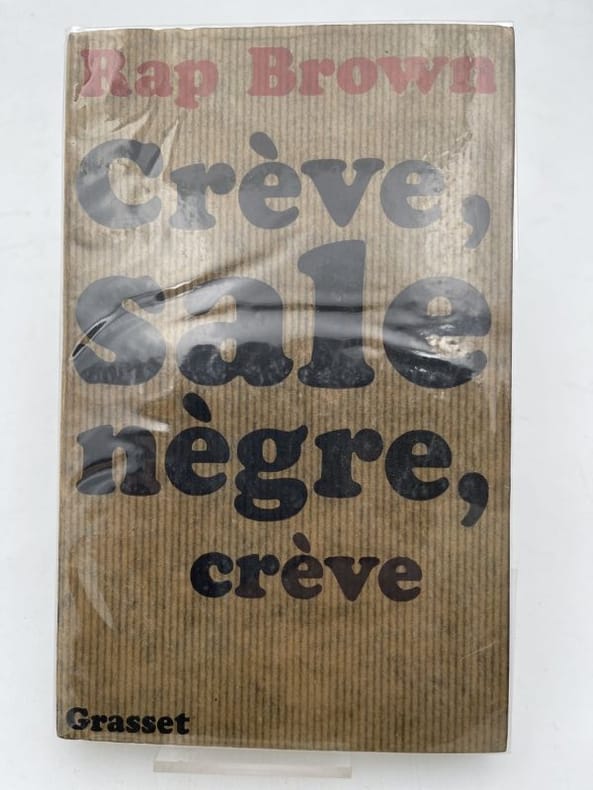 Rap Brown
Crève,
sale
nègre,
crève
Grasset